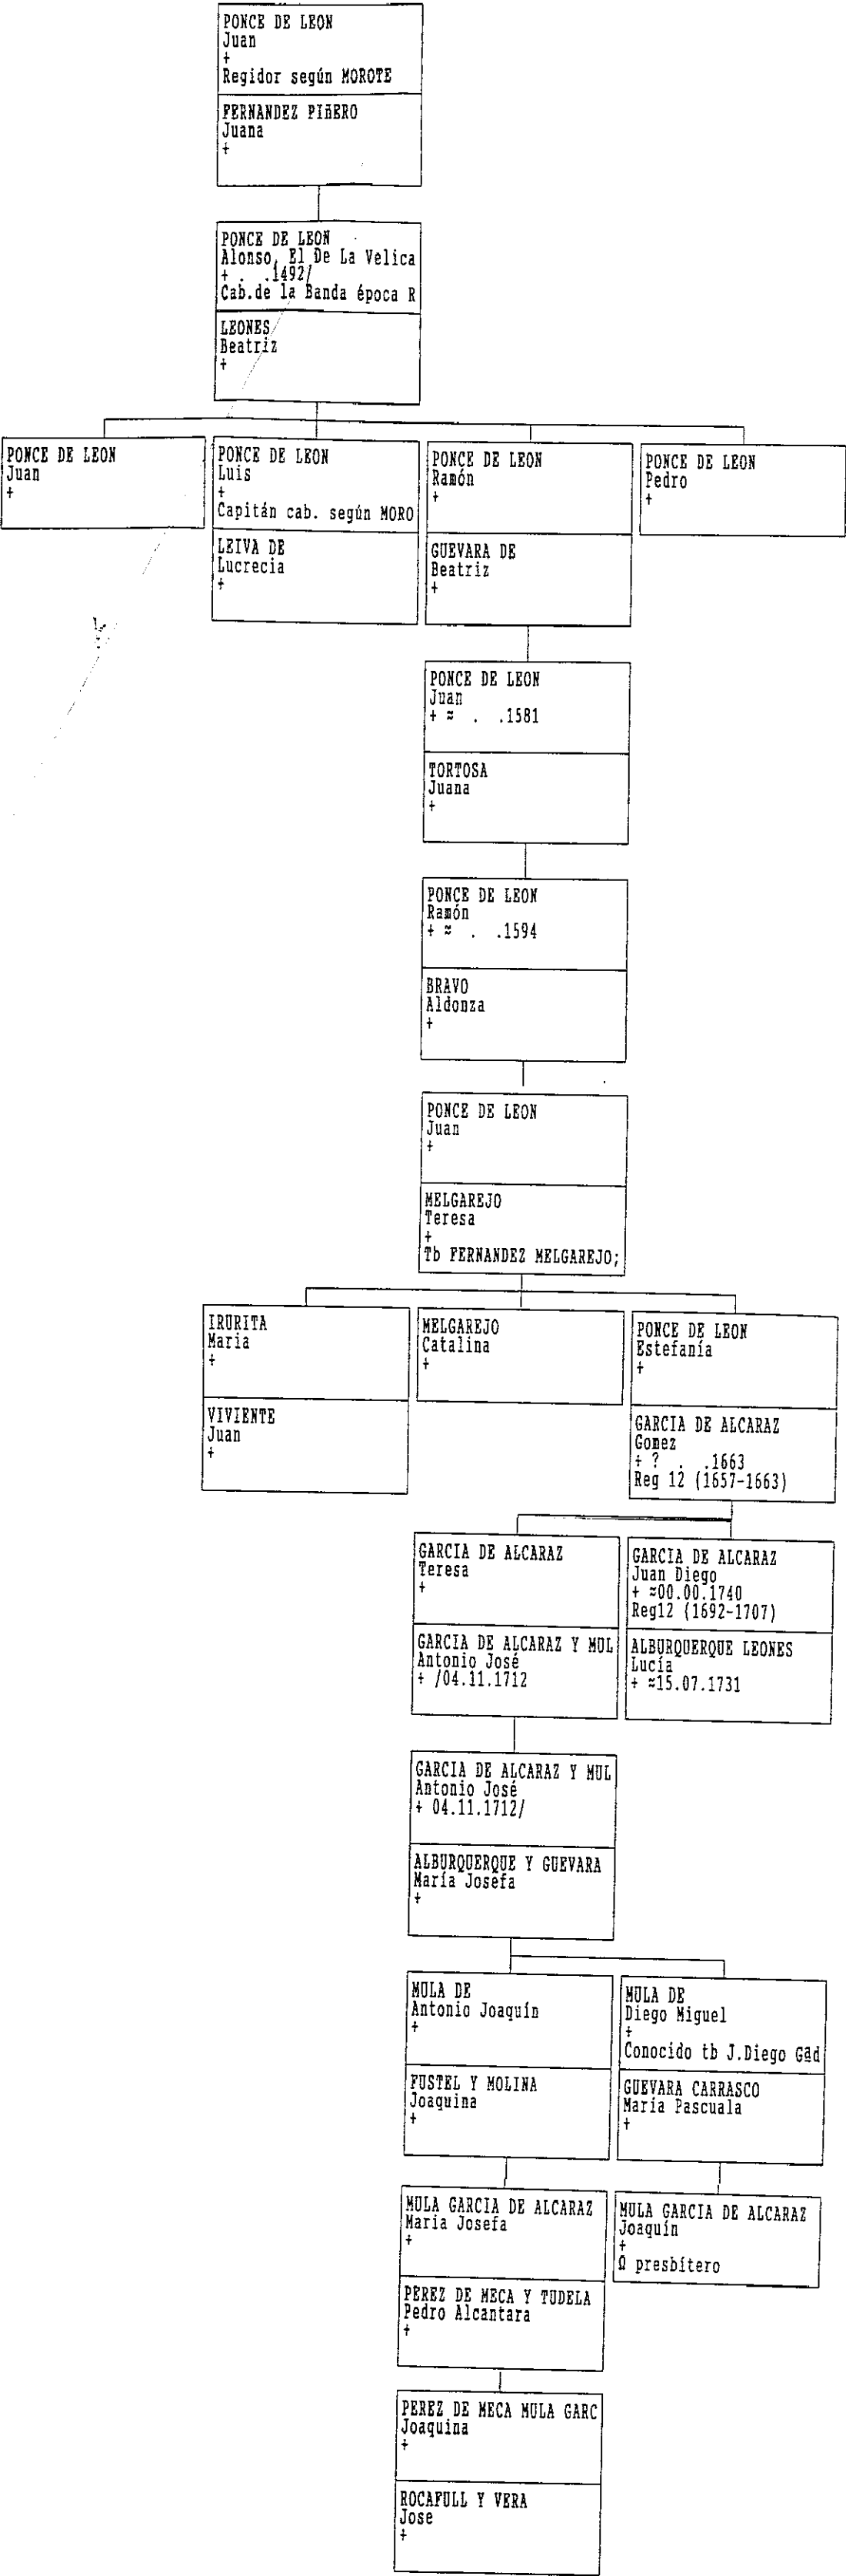 PONCE DE LEON
Juan
+
Regidor según MOROTE
FERNANDEZ PIñERO
Juana
+
PONCE DE LEON
Alonso, El De La Velica
+ . .1492/
Cab.de la Banda época R
LEONES
Beatriz
+
PONCE DE LEON
Juan
+
PONCE DE LEON
Luis
+
Capitán cab. según MORO
LEIVA DE
Lucrecia
+
PONCE DE LEON
Ramón
+
GUEVARA DE
Beatriz
+
PONCE DE LEON
Pedro
+
PONCE DE LEON
Juan
+ ≈ . .1581
TORTOSA
Juana
+
PONCE DE LEON
Ramón
+ ≈ . .1594
BRAVO
Aldonza
+
PONCE DE LEON
Juan
+
MELGAREJO
Teresa
+
Tb FERNANDEZ MELGAREJO;
IRURITA
Maria
+
VIVIENTE
Juan
+
MELGAREJO
Catalina
+
PONCE DE LEON
Estefanía
+
GARCIA DE ALCARAZ
Gomez
+ ? . .1663
Reg 12 (1657-1663)
GARCIA DE ALCARAZ
Teresa
+
GARCIA DE ALCARAZ Y MUL
Antonio José
+ /04.11.1712
GARCIA DE ALCARAZ
Juan Diego
+ ≈00.00.1740
Reg12 (1692-1707)
ALBURQUERQUE LEONES
Lucía
+ ≈15.07.1731
GARCIA DE ALCARAZ Y MUL
Antonio José
+ 04.11.1712/
ALBURQUERQUE Y GUEVARA
María Josefa
+
MULA DE
Antonio Joaquín
+
FUSTEL Y MOLINA
Joaquina
+
MULA DE
Diego Miguel
+
Conocido tb J.Diego Gªd
GUEVARA CARRASCO
María Pascuala
+
MULA GARCIA DE ALCARAZ
Maria Josefa
+
PEREZ DE MECA Y TUDELA
Pedro Alcantara
+
MULA GARCIA DE ALCARAZ
Joaquín
+
Ω presbítero
PEREZ DE MECA MULA GARC
Joaquina
+
ROCAFULL Y VERA
Jose
+